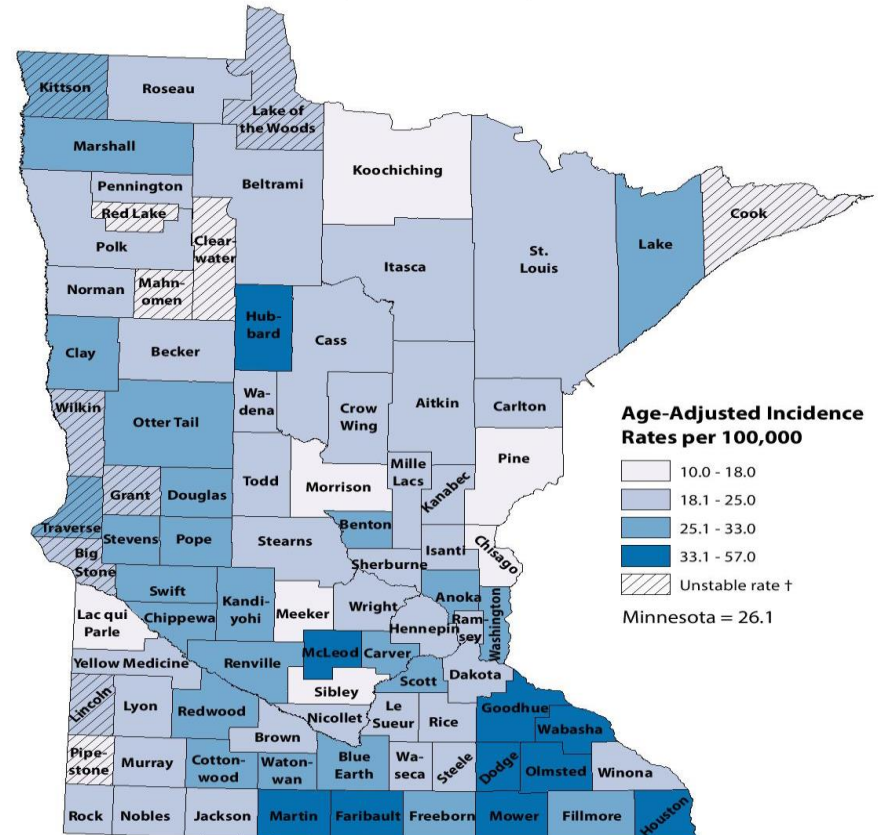 Kittson
Roseau
Lake of
the Woods
Marshall
Koochiching
Pennington
Beltrami
Red Lake
Cook
Clear-
water
Polk
Lake
St.
Louis
Itasca
Norman
Mahn-
omen
Hub-
bard
Cass
Clay
Becker
Wa-
dena
Wilkin
Crow
Wing
Aitkin
Carlton
Otter Tail
Age-Adjusted Incidence
Rates per 100,000
10.0 - 18.0
18.1 - 25.0
25.1 - 33.0
33.1 - 57.0
Unstable rate †
Minnesota = 26.1
Pine
Mille
Lacs
Todd
Morrison
Kanabec
Grant
Douglas
Traverse
Benton
Stevens
Pope
Stearns
Isanti
Chisago
Big
Stone
Sherburne
Swift
Anoka
Washington
Kandi-
yohi
Lac qui
Parle
Chippewa
Meeker
Wright
Hennepin
Ram-
sey
McLeod
Carver
Yellow Medicine
Renville
Scott
Dakota
Sibley
Lincoln
Lyon
Redwood
Nicollet
Le
Sueur
Rice
Goodhue
Brown
Wabasha
Pipe-
stone
Murray
Cotton-
wood
Waton-
wan
Blue
Earth
Wa-
seca
Steele
Dodge
Olmsted
Winona
Rock
Nobles
Jackson
Martin
Faribault
Freeborn
Mower
Fillmore
Houston